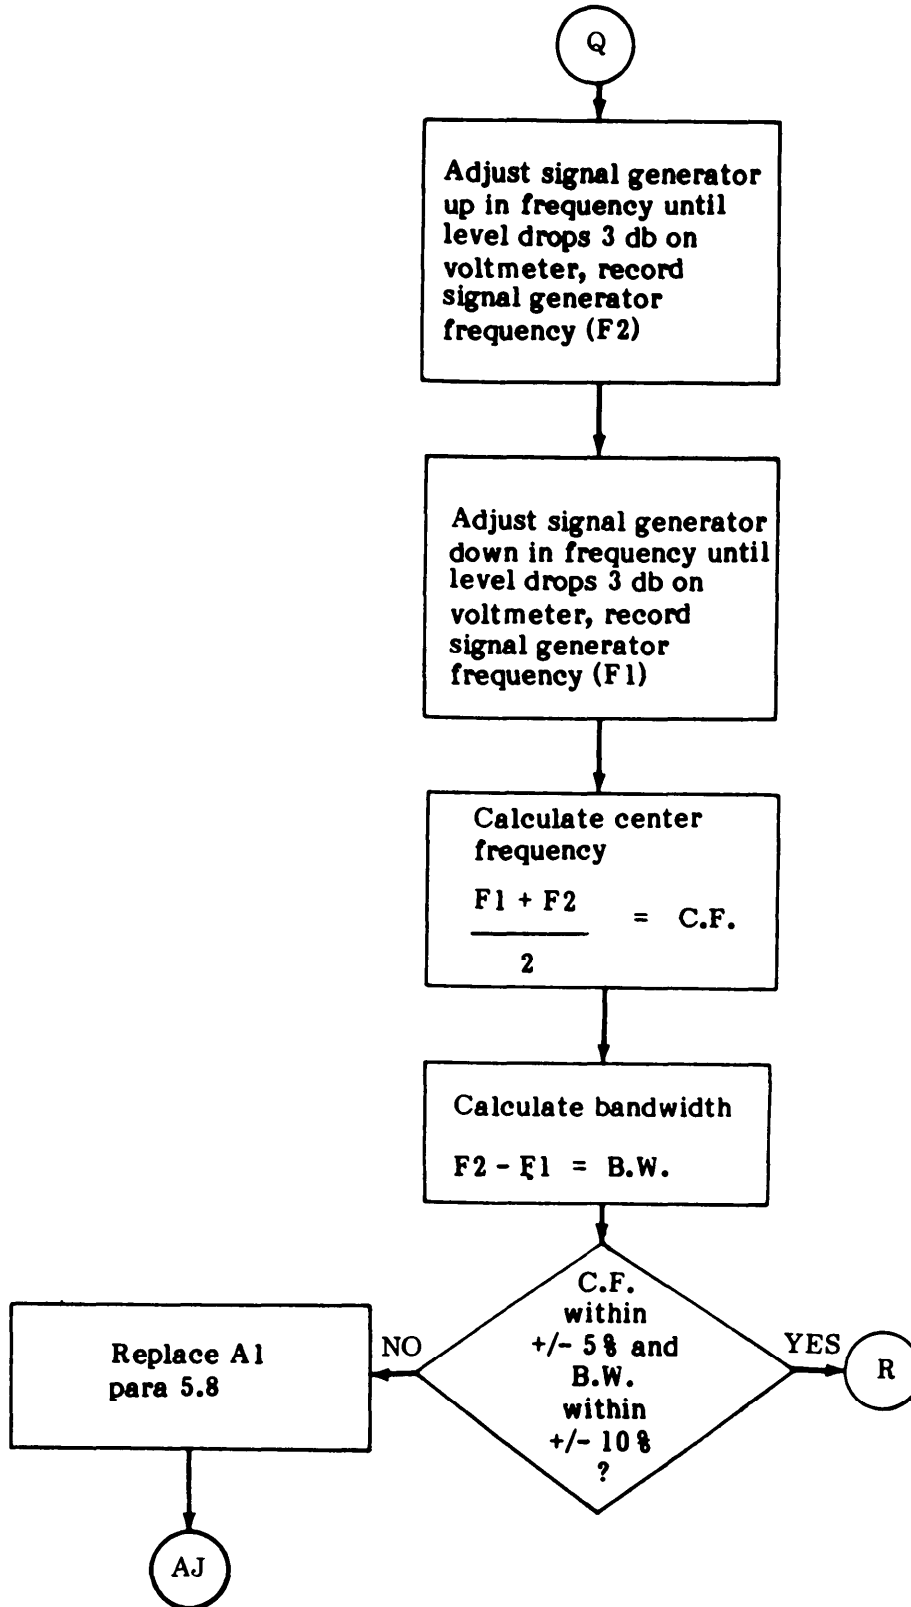 Q
Adjust signal generator
up in frequency until
level drops 3 db on
voltmeter, record
signal generator
frequency (F2)
Adjust signal generator
down in frequency until
level drops 3 db on
voltmeter, record
signal generator
frequency (F1)
Calculate center
frequency
F1 + F2
= C.F.
2
Calculate bandwidth
F2 - F1 = B.W.
C.F.
within
+/- 5% and
B.W.
within
+/- 10%
?
NO
YES
R
Replace A1
para 5.8
AJ